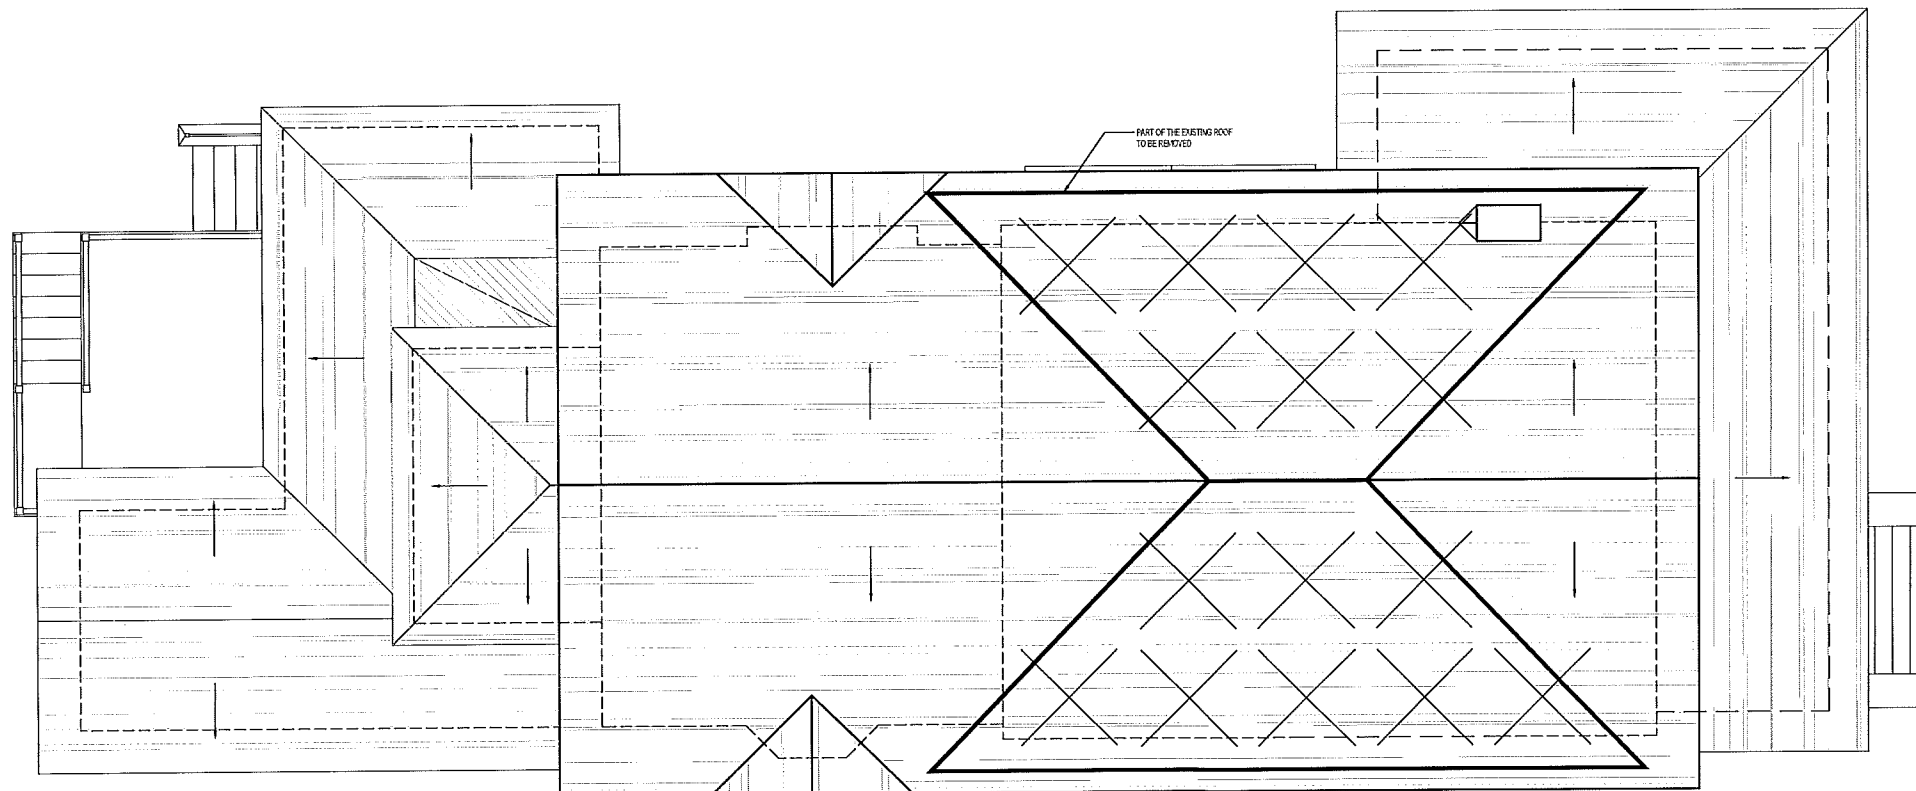 PART OF THE EXISTING ROOF
TO BE REMOVED